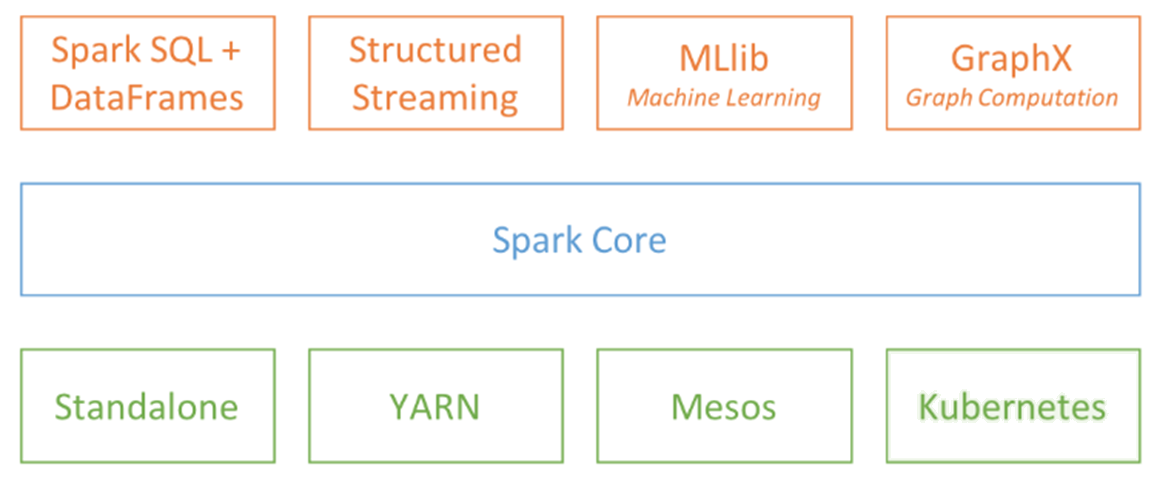 Spark SQL +
DataFrames
Structured
Streaming
MLlib
Machine Learning
GraphX
Graph Computation
Spark Core
Standalone
YARN
Mesos
Kubernetes